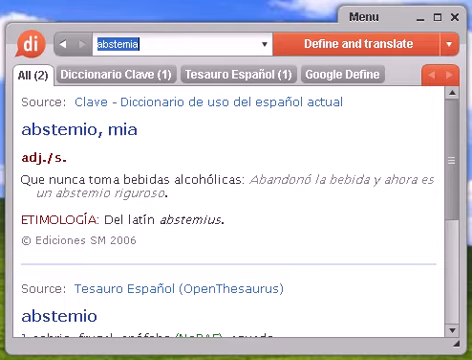 Menu
di
abstemia
Define and translate
All (2)
Diccionario Clave (1)
Tesauro Español (1)
Google Define
Source: Clave - Diccionario de uso del español actual
abstemio, mia
adj./s.
Que nunca toma bebidas alcohólicas: Abandonó la bebida y ahora es
un abstemio riguroso.
ETIMOLOGÍA: Del latín abstemius.
© Ediciones SM 2006
Source: Tesauro Español (OpenThesaurus)
abstemio